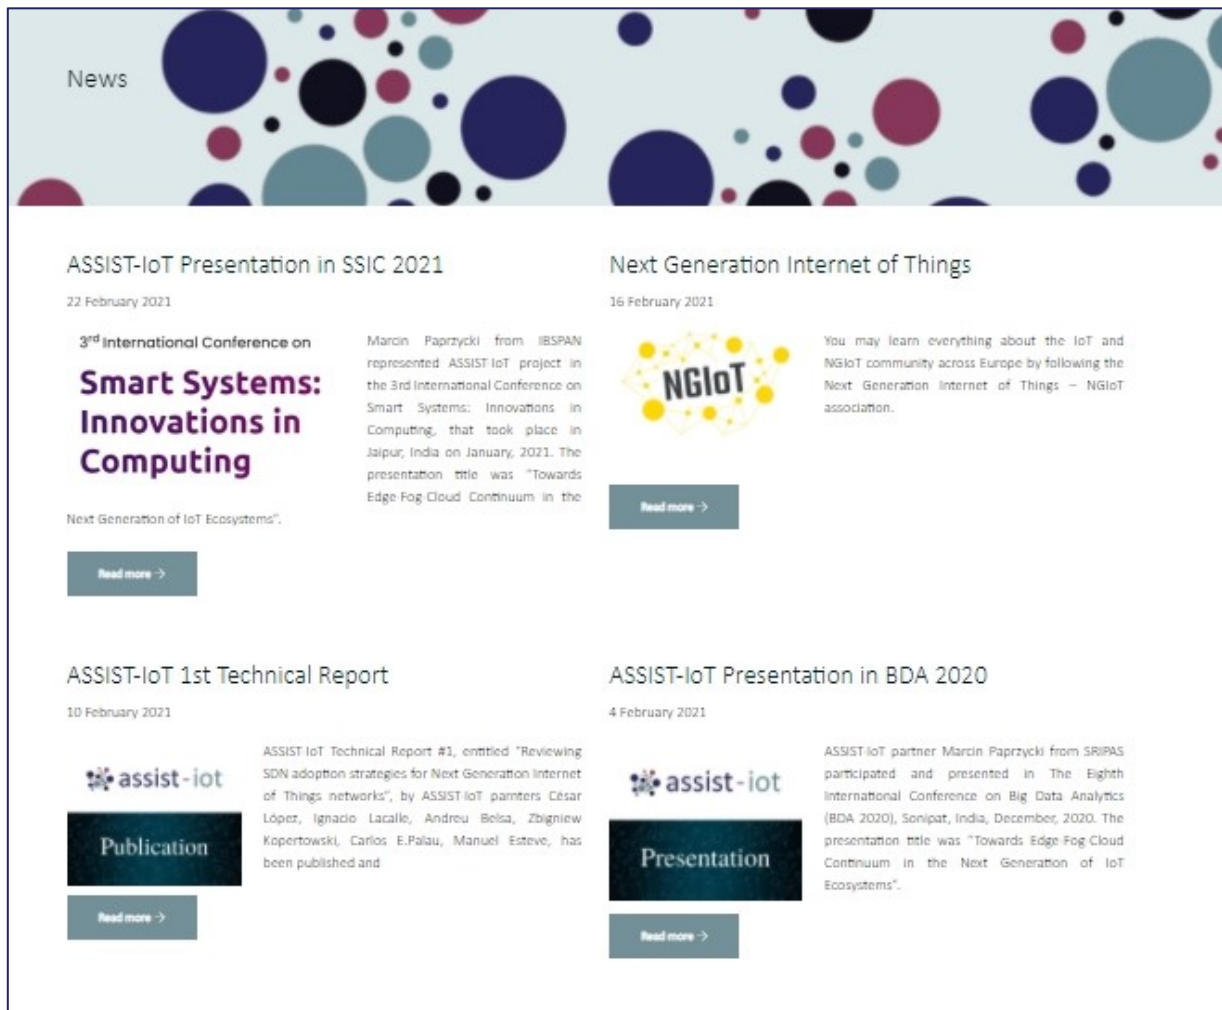 News
ASSIST-IoT Presentation in SSIC 2021
22 February 2021
3rd International Conference on
Smart Systems:
Innovations in
Computing
Marcin Paprzycki from IBSPAN
represented ASSIST-IoT project in
the 3rd International Conference on
Smart Systems: Innovations in
Computing, that took place in
Jaipur, India on January, 2021. The
presentation title was "Towards
Edge-Fog-Cloud Continuum in the
Next Generation of IoT Ecosystems".
Read more →
Next Generation Internet of Things
16 February 2021
NGIoT
You may learn everything about the IoT and
NGIoT community across Europe by following the
Next Generation Internet of Things – NGIoT
association.
Read more →
ASSIST-IoT 1st Technical Report
10 February 2021
assist-iot
Publication
ASSIST-IoT Technical Report #1, entitled "Reviewing
SDN adoption strategies for Next Generation Internet
of Things networks", by ASSIST-IoT parnters César
López, Ignacio Lacalle, Andreu Belsa, Zbigniew
Kopertowski, Carlos E.Palau, Manuel Esteve, has
been published and
Read more →
ASSIST-IoT Presentation in BDA 2020
4 February 2021
assist-iot
Presentation
ASSIST-IoT partner Marcin Paprzycki from SRIPAS
participated and presented in The Eighth
International Conference on Big Data Analytics
(BDA 2020), Sonipat, India, December, 2020. The
presentation title was "Towards Edge-Fog-Cloud
Continuum in the Next Generation of IoT
Ecosystems".
Read more →